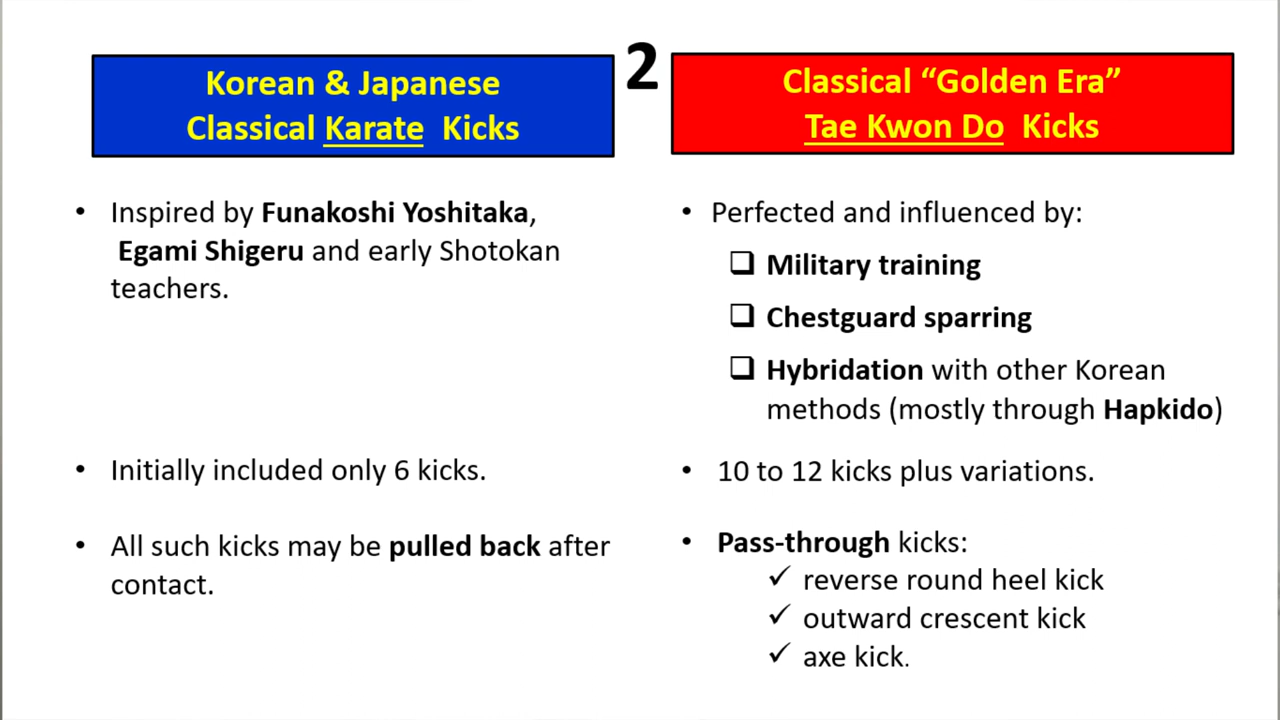 Korean & Japanese
Classical Karate Kicks
2
Classical “Golden Era”
Tae Kwon Do Kicks
• Inspired by Funakoshi Yoshitaka,
Egami Shigeru and early Shotokan
teachers.
• Initially included only 6 kicks.
• All such kicks may be pulled back after
contact.
• Perfected and influenced by:
❑ Military training
❑ Chestguard sparring
❑ Hybridation with other Korean
methods (mostly through Hapkido)
• 10 to 12 kicks plus variations.
• Pass-through kicks:
✓ reverse round heel kick
✓ outward crescent kick
✓ axe kick.